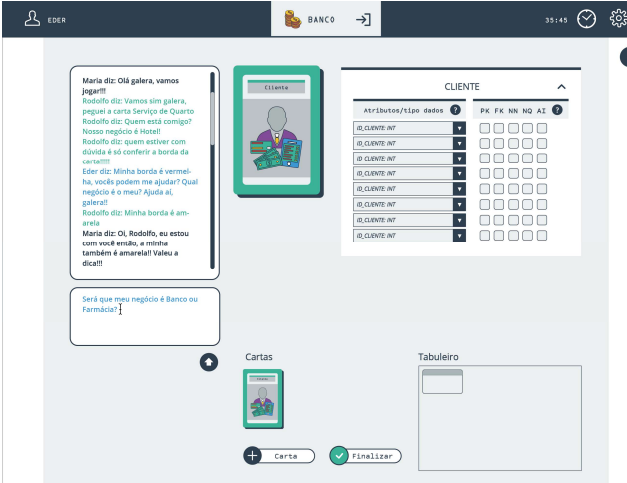 EDER
BANCO
35:45
Maria diz: Olá galera, vamos
jogar!!!
Rodolfo diz: Vamos sim galera,
peguei a carta Serviço de Quarto
Rodolfo diz: Quem está comigo?
Nosso negócio é Hotel!
Rodolfo diz: quem estiver com
dúvida é só conferir a borda da
carta!!!!!
Eder diz: Minha borda é vermel-
ha, vocês podem me ajudar? Qual
negócio é o meu? Ajuda aí,
galera!!
Rodolfo diz: Minha borda é am-
arela
Maria diz: Oi, Rodolfo, eu estou
com você então, a minha
também é amarela!! Valeu a
dica!!!
Será que meu negócio é Banco ou
Farmácia?
Cliente
CLIENTE
Atributos/tipo dados ? PK FK NN NQ AI ?
ID_CLIENTE: INT
ID_CLIENTE: INT
ID_CLIENTE: INT
ID_CLIENTE: INT
ID_CLIENTE: INT
ID_CLIENTE: INT
ID_CLIENTE: INT
ID_CLIENTE: INT
Cartas
Cliente
Carta
Finalizar
Tabuleiro